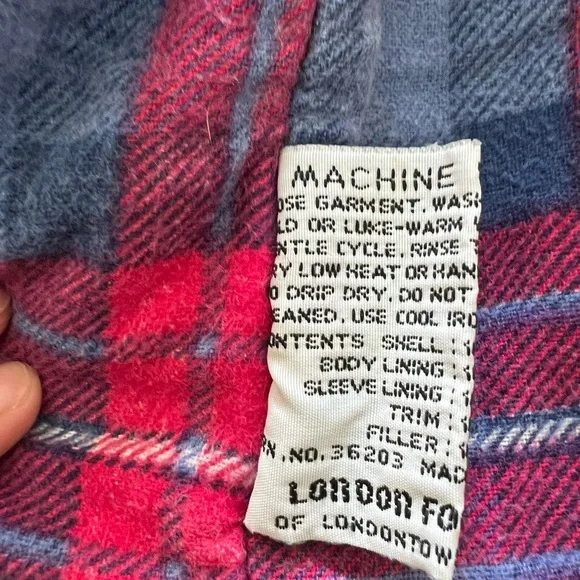 MACHINE
OSE GARMENT, WAS
LD OR LUKE-WARM
NTLE CYCLE, RINSE T
RY LOW HEAT OR HAN
O DRIP DRY. DO NOT
EANED. USE COOL IRO
ONTENTS SHELL :
BODY LINING :
SLEEVE LINING :
TRIM :
FILLER :
RN.NO. 36203 MAD
LONDON FO
OF LONDONTOW